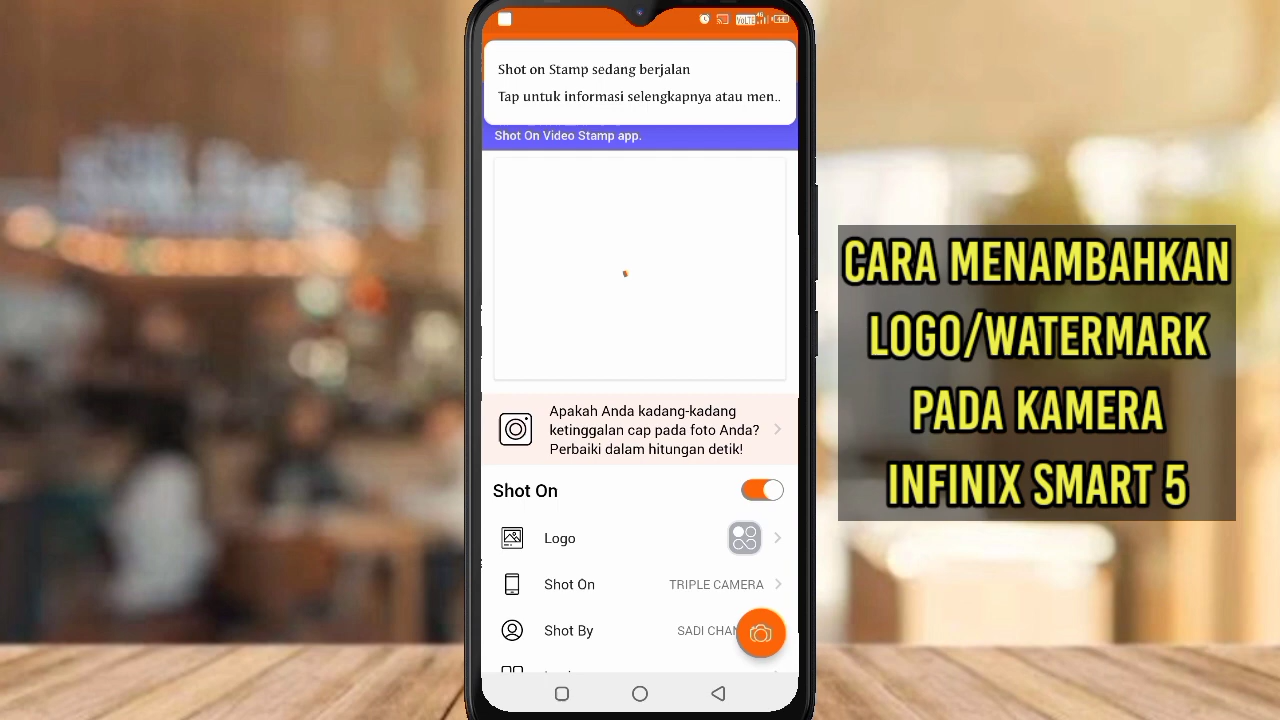 Shot on Stamp sedang berjalan
Tap untuk informasi selengkapnya atau men..
Shot On Video Stamp app.
Apakah Anda kadang-kadang
ketinggalan cap pada foto Anda?
Perbaiki dalam hitungan detik!
Shot On
Logo
Shot On TRIPLE CAMERA
Shot By SADI CHAN
CARA MENAMBAHKAN
LOGO/WATERMARK
PADA KAMERA
INFINIX SMART 5